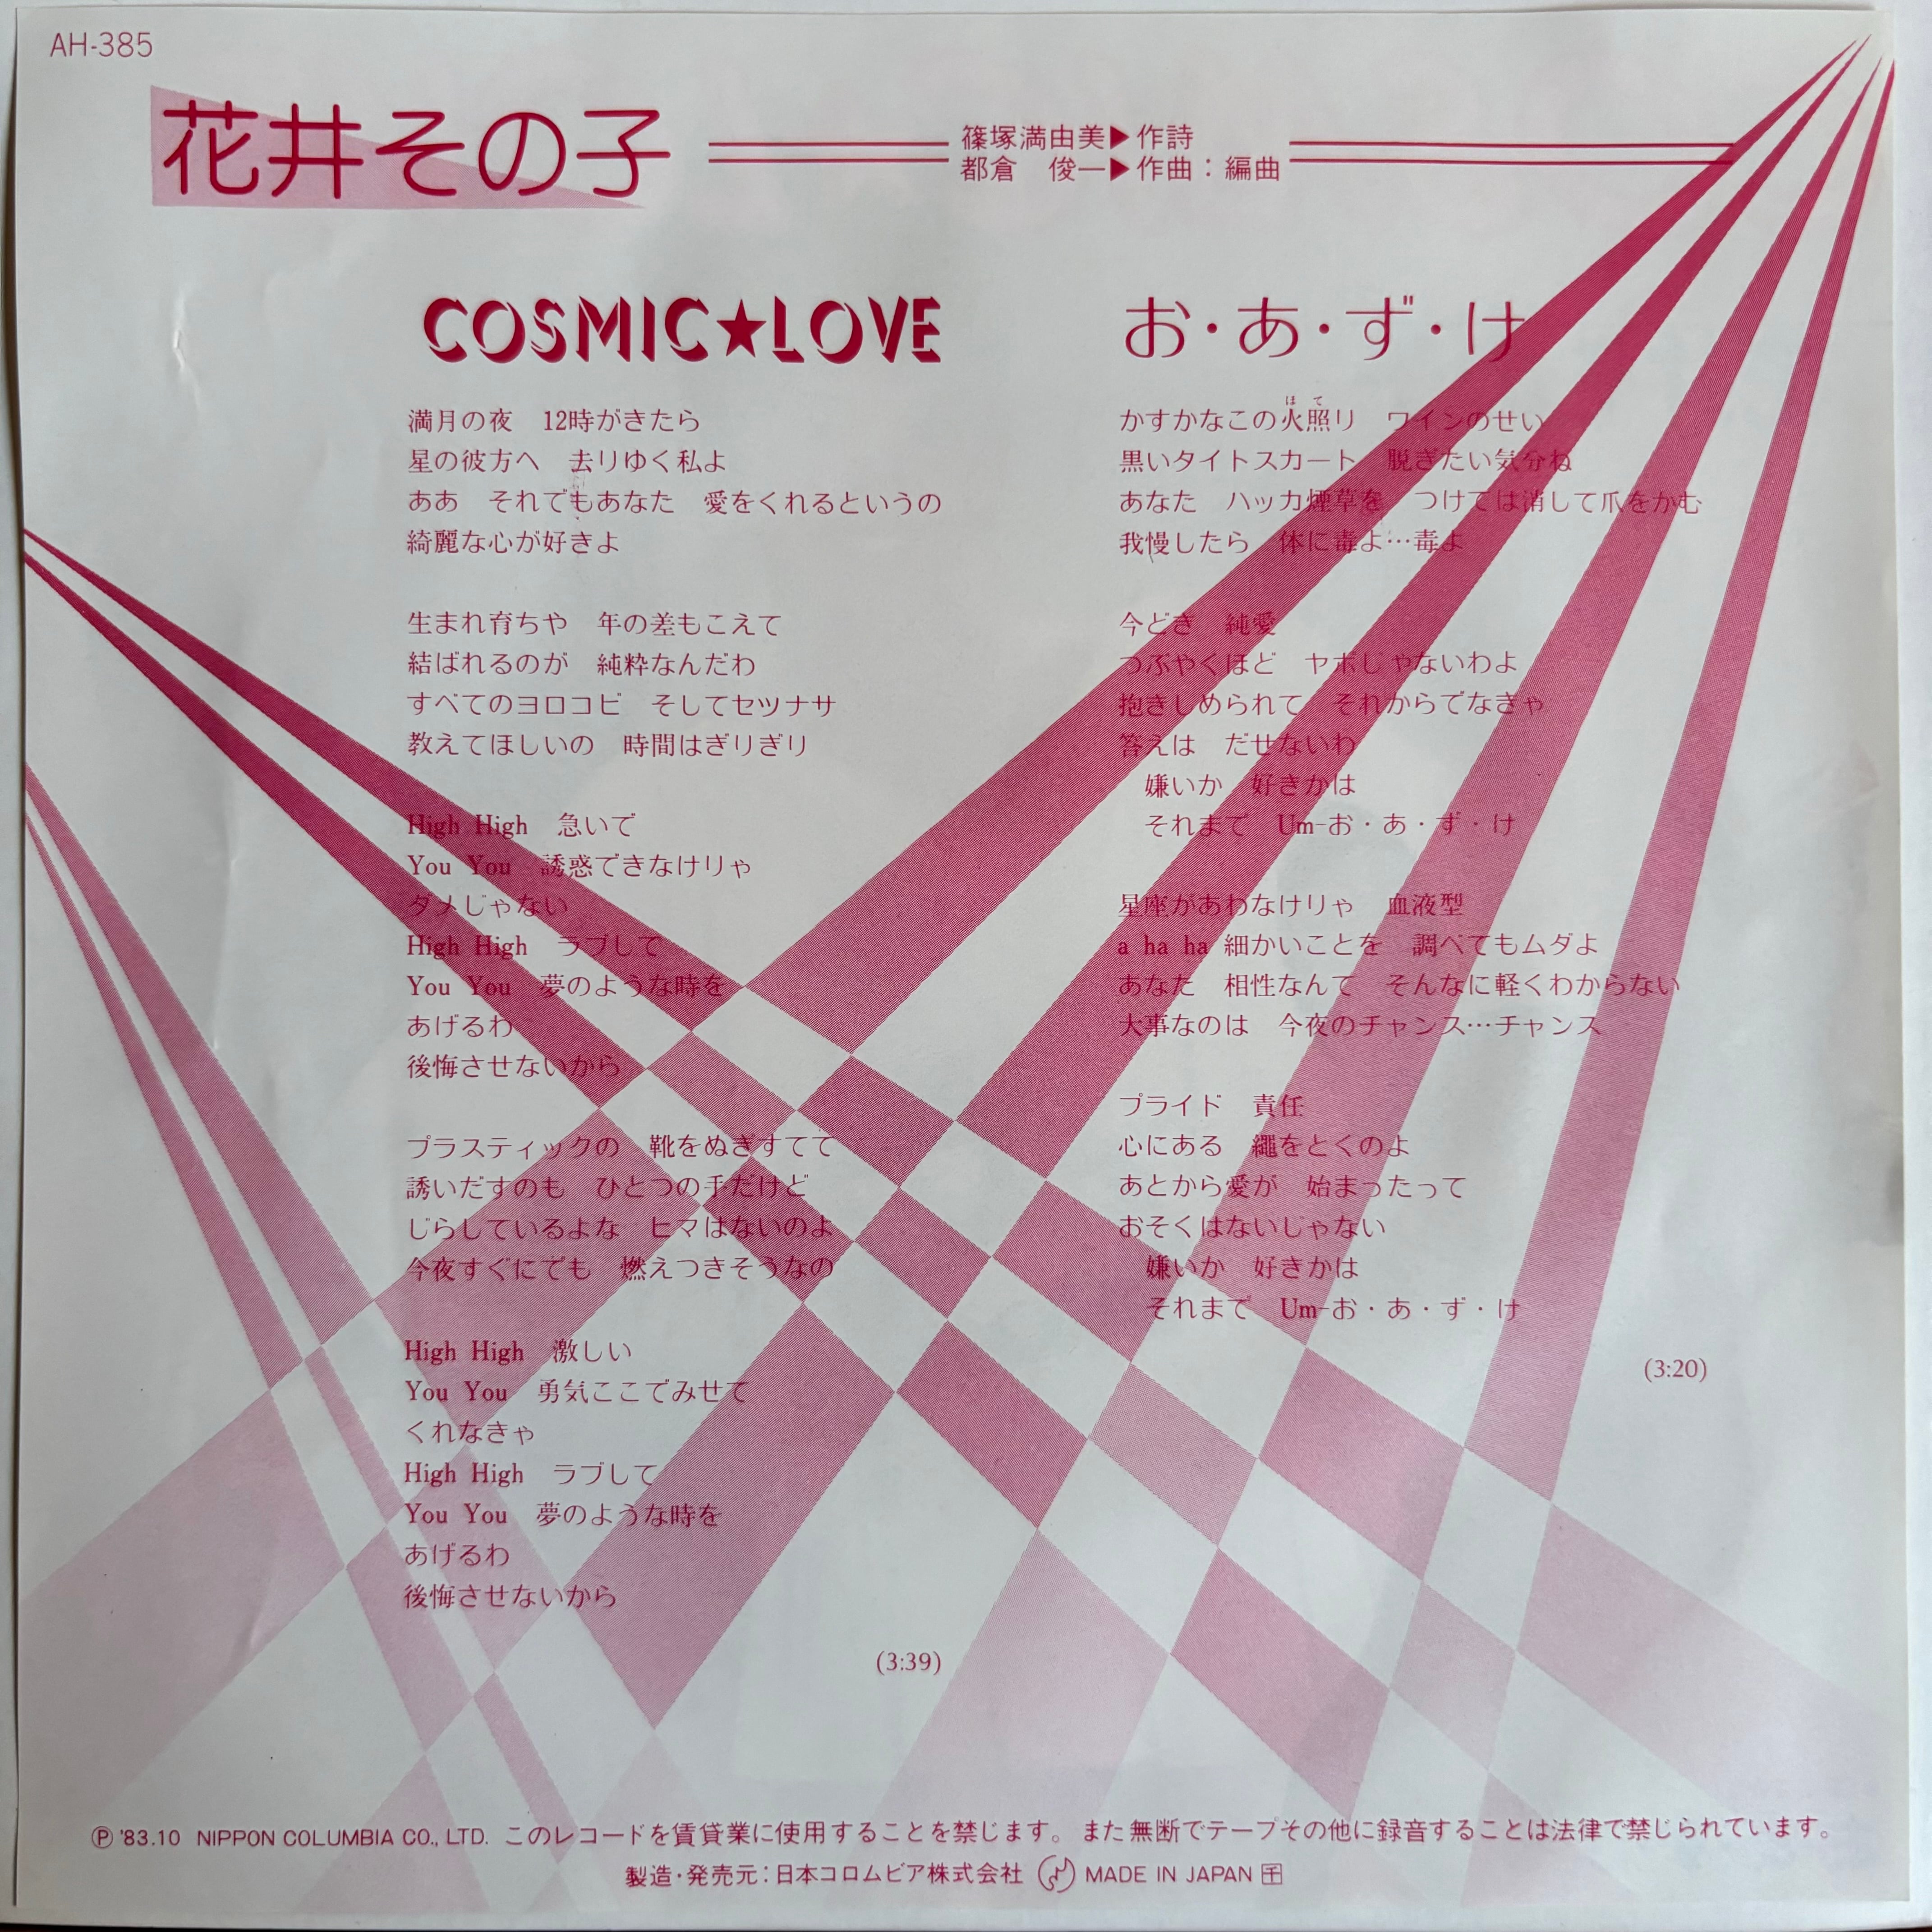 AH-385
花井その子
篠塚満由美▶作詩
都倉　俊一▶作曲：編曲
COSMIC★LOVE
満月の夜　12時がきたら
星の彼方へ　去りゆく私よ
ああ　それでもあなた　愛をくれるというの
綺麗な心が好きよ
生まれ育ちや　年の差もこえて
結ばれるのが　純粋なんだわ
すべてのヨロコビ　そしてセツナサ
教えてほしいの　時間はぎりぎり
High High　急いで
You You　誘惑できなけりゃ
ダメじゃない
High High　ラブして
You You　夢のような時を
あげるわ
後悔させないから
プラスティックの　靴をぬぎすてて
誘いだすのも　ひとつの手だけど
じらしているよな　ヒマはないのよ
今夜すぐにでも　燃えつきそうなの
High High　激しい
You You　勇気ここでみせて
くれなきゃ
High High　ラブして
You You　夢のような時を
あげるわ
後悔させないから
(3:39)
お・あ・ず・け
ほて
かすかなこの火照り　ワインのせい
黒いタイトスカート　脱ぎたい気分ね
あなた　ハッカ煙草を　つけては消して爪をかむ
我慢したら　体に毒よ…毒よ
今どき　純愛
つぶやくほど　ヤボじゃないわよ
抱きしめられて　それからでなきゃ
答えは　だせないわ
嫌いか　好きかは
それまで　Um-お・あ・ず・け
星座があわなけりゃ　血液型
a ha ha 細かいことを　調べてもムダよ
あなた　相性なんて　そんなに軽くわからない
大事なのは　今夜のチャンス…チャンス
プライド　責任
心にある　縄をとくのよ
あとから愛が　始まったって
おそくはないじゃない
嫌いか　好きかは
それまで　Um-お・あ・ず・け
(3:20)
Ⓟ '83.10 NIPPON COLUMBIA CO., LTD. このレコードを賃貸業に使用することを禁じます。また無断でテープその他に録音することは法律で禁じられています。
製造・発売元：日本コロムビア株式会社 MADE IN JAPAN 干